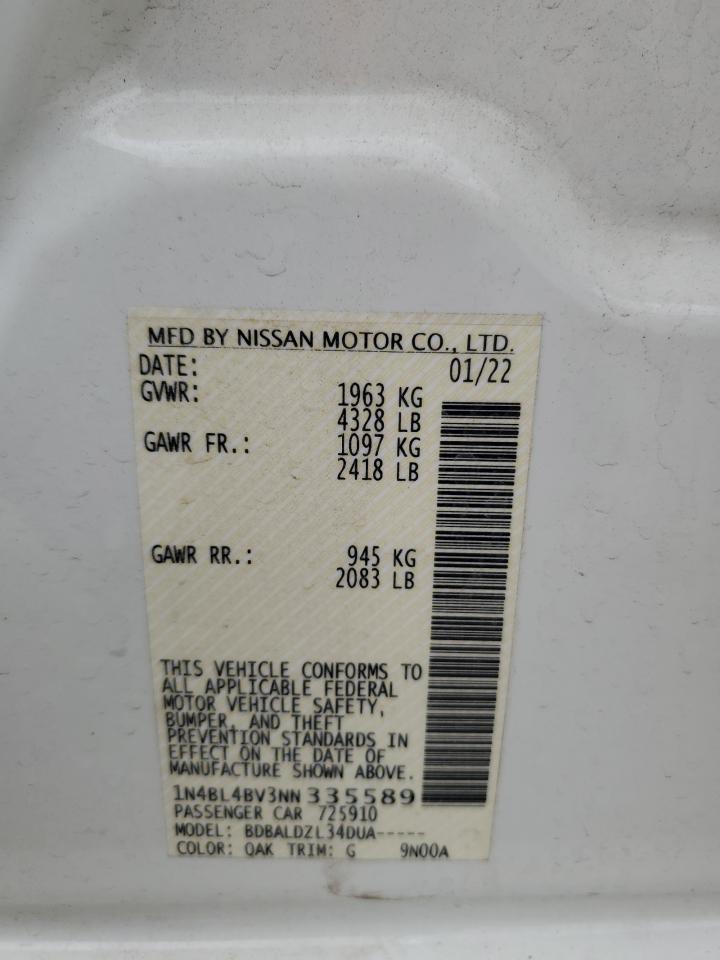 MFD BY NISSAN MOTOR CO., LTD.
DATE: 01/22
GVWR: 1963 KG
4328 LB
GAWR FR.: 1097 KG
2418 LB
GAWR RR.: 945 KG
2083 LB
THIS VEHICLE CONFORMS TO
ALL APPLICABLE FEDERAL
MOTOR VEHICLE SAFETY,
BUMPER, AND THEFT
PREVENTION STANDARDS IN
EFFECT ON THE DATE OF
MANUFACTURE SHOWN ABOVE.
1N4BL4BV3NN335589
PASSENGER CAR 725910
MODEL: BDBALDZL34DUA-----
COLOR: QAK TRIM: G 9N00A